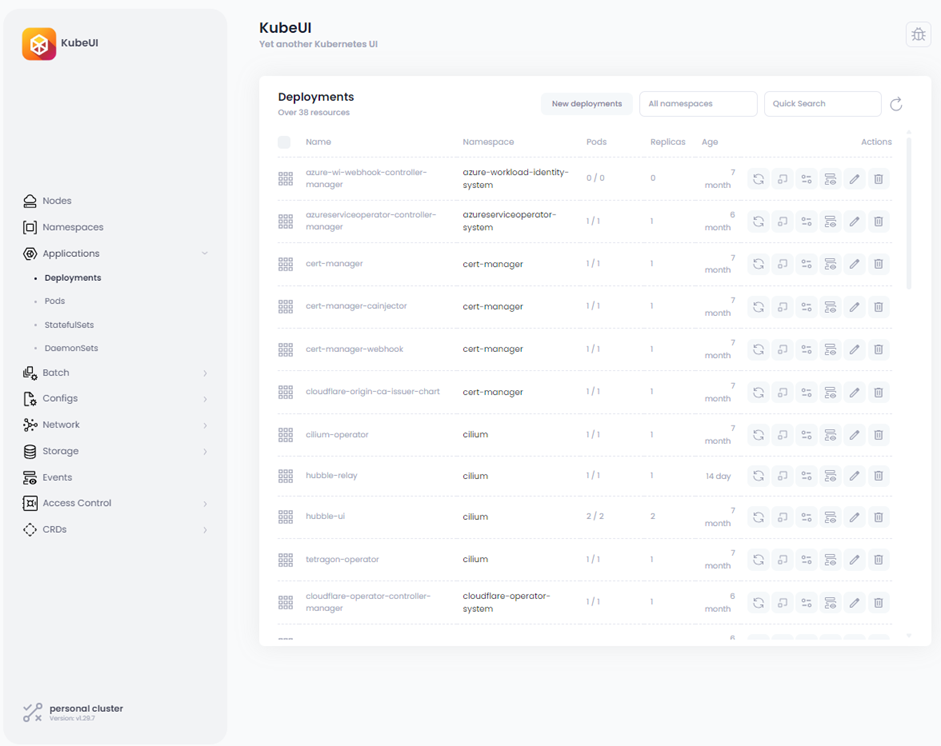 KubeUI
Nodes
Namespaces
Applications
Deployments
Pods
StatefulSets
DaemonSets
Batch
Configs
Network
Storage
Events
Access Control
CRDs
personal cluster
Version: v1.29.7
KubeUI
Yet another Kubernetes UI
Deployments
Over 38 resources
New deployments
All namespaces
Quick Search
Name Namespace Pods Replicas Age Actions
azure-wi-webhook-controller- azure-workload-identity- 7
manager system 0 / 0 0 month
azureserviceoperator-controller- azureserviceoperator- 6
manager system 1 / 1 1 month
cert-manager cert-manager 1 / 1 1 7
month
cert-manager-cainjector cert-manager 1 / 1 1 7
month
cert-manager-webhook cert-manager 1 / 1 1 7
month
cloudflare-origin-ca-issuer-chart cert-manager 1 / 1 1 7
month
cilium-operator cilium 1 / 1 1 7
month
hubble-relay cilium 1 / 1 1 14 day
hubble-ui cilium 2 / 2 2 7
month
tetragon-operator cilium 1 / 1 1 7
month
cloudflare-operator-controller- cloudflare-operator- 6
manager system 1 / 1 1 month
6